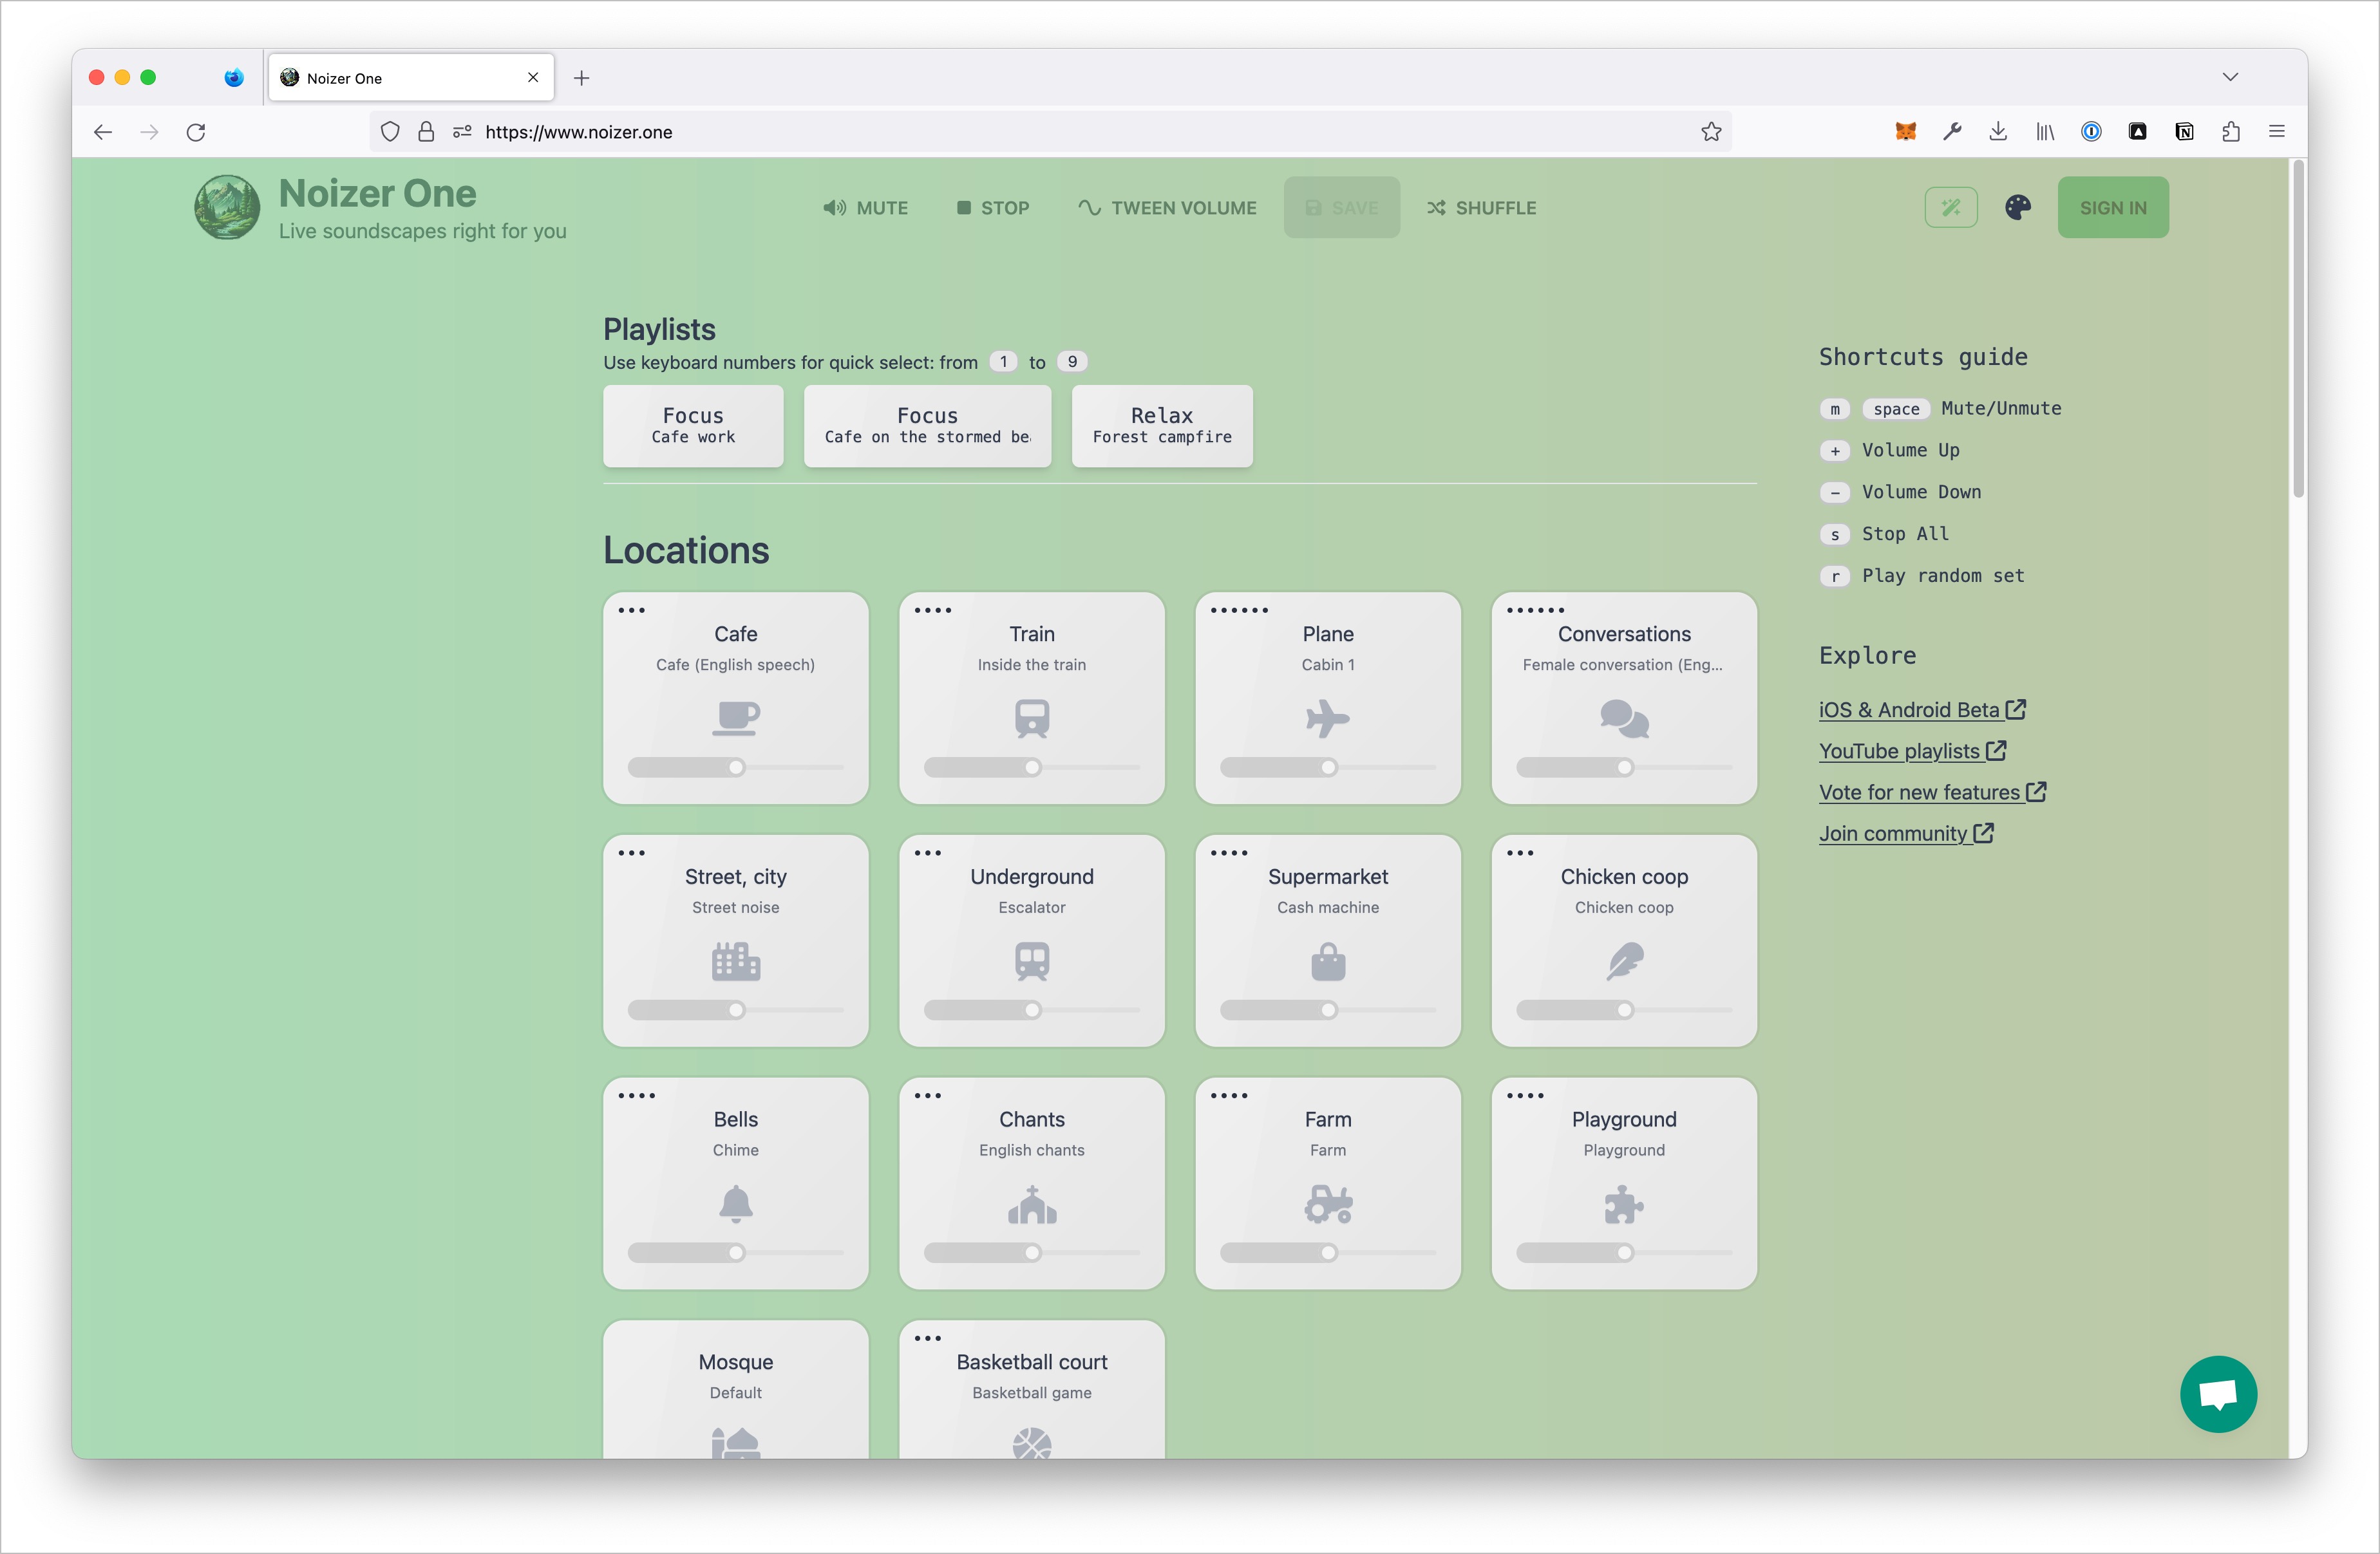 Noizer One
https://www.noizer.one
Noizer One
Live soundscapes right for you
MUTE
STOP
TWEEN VOLUME
SAVE
SHUFFLE
SIGN IN
Playlists
Use keyboard numbers for quick select: from 1 to 9
Focus
Cafe work
Focus
Cafe on the stormed be
Relax
Forest campfire
Locations
Cafe
Cafe (English speech)
Train
Inside the train
Plane
Cabin 1
Conversations
Female conversation (Eng...
Street, city
Street noise
Underground
Escalator
Supermarket
Cash machine
Chicken coop
Chicken coop
Bells
Chime
Chants
English chants
Farm
Farm
Playground
Playground
Mosque
Default
Basketball court
Basketball game
Shortcuts guide
m space Mute/Unmute
+ Volume Up
− Volume Down
s Stop All
r Play random set
Explore
iOS & Android Beta
YouTube playlists
Vote for new features
Join community